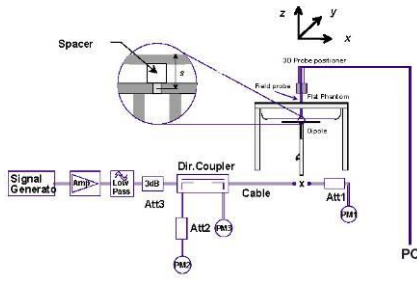 z
y
x
Spacer
s
3D Probe positioner
Field probe
Flat Phantom
Dipole
Signal
Generato
Amp
Low
Pass
3dB
Att3
Dir.Coupler
Cable
x
Att1
PM1
Att2
PM3
PM2
PC